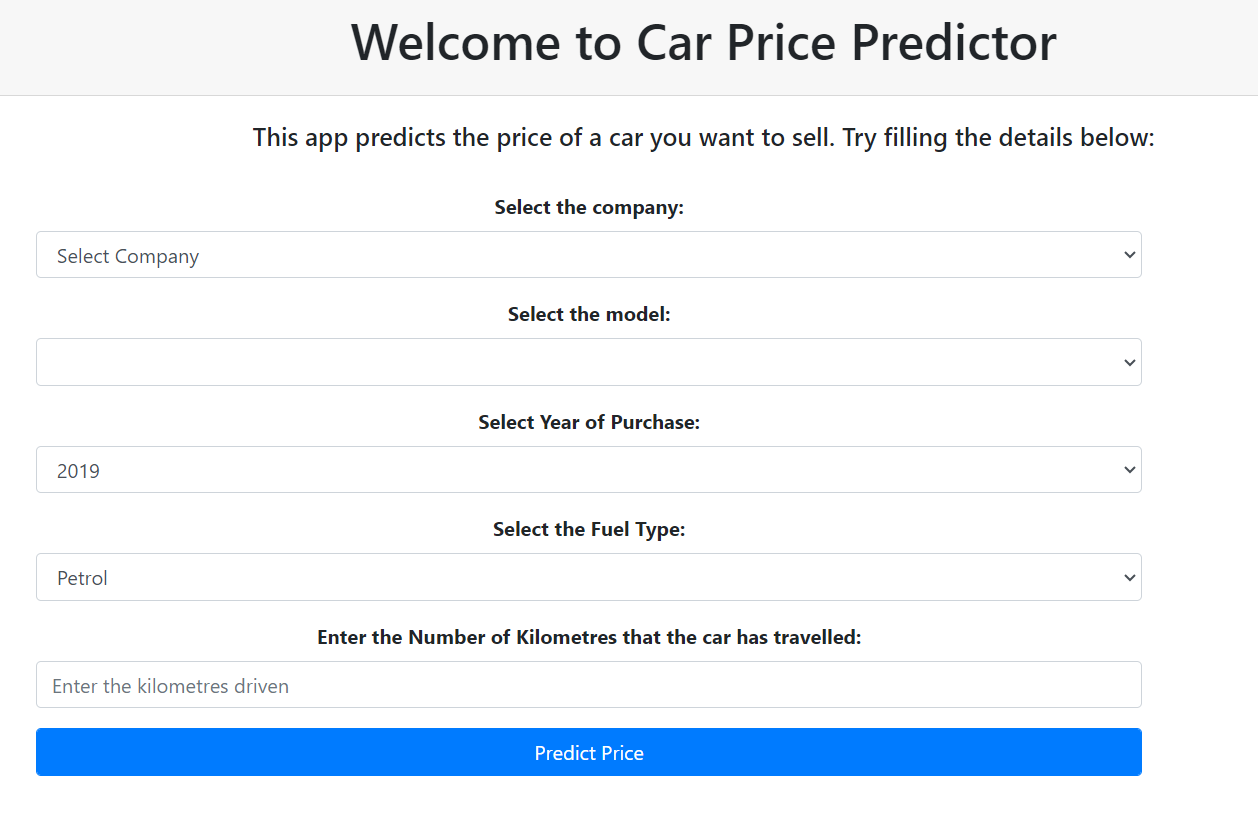 Welcome to Car Price Predictor
This app predicts the price of a car you want to sell. Try filling the details below:
Select the company:
Select Company
Select the model:
Select Year of Purchase:
2019
Select the Fuel Type:
Petrol
Enter the Number of Kilometres that the car has travelled:
Enter the kilometres driven
Predict Price